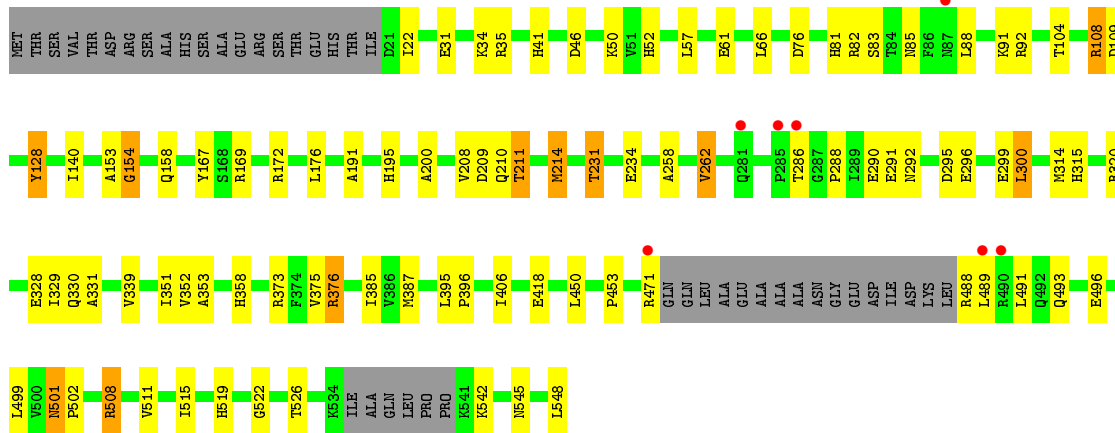 MET THR SER VAL THR ASP ARG SER ALA HIS SER ALA GLU ARG SER THR GLU HIS THR ILE D21 I22 E31 K34 R35 H41 D46 K50 V51 H52 L57 E61 L66 D76 H81 R82 S83 T84 N85 F86 N87 L88 K91 R92 T104 R108
Y128 I140 A153 G154 Q158 Y167 S168 R169 R172 L176 A191 H195 A200 V208 D209 Q210 T211 M214 T231 E234 A258 V262 Q281 P285 T286 G287 P288 I289 E290 E291 N292 D295 E296 E299 L300 M314 H315 R320
E328 I329 Q330 A331 V339 I351 V352 A353 H358 R373 F374 V375 R376 I385 V386 M387 L395 P396 I406 E418 L450 P453 R471 GLN GLN LEU ALA GLU ALA ALA ALA ASN GLY GLU ASP ILE ASP LYS LEU R488 L489 R490 L491 Q492 Q493 E496
L499 V500 N501 P502 R508 V511 I515 H519 G522 T526 K534 ILE ALA GLN LEU PRO PRO K541 K542 N545 L548